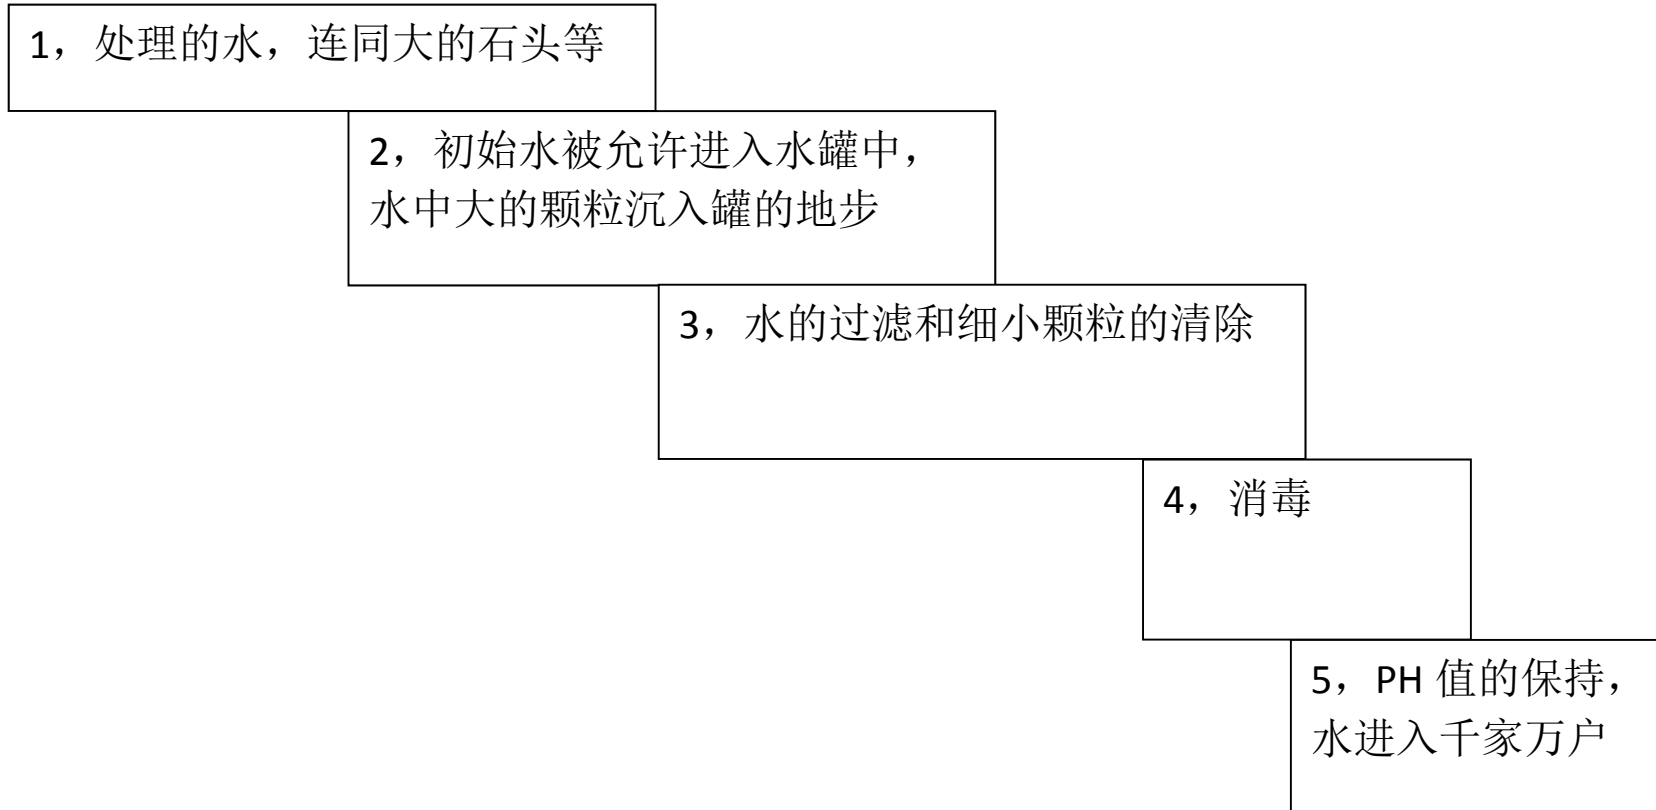 1，处理的水，连同大的石头等
2，初始水被允许进入水罐中，
水中大的颗粒沉入罐的地步
3，水的过滤和细小颗粒的清除
4，消毒
5，PH 值的保持，
水进入千家万户